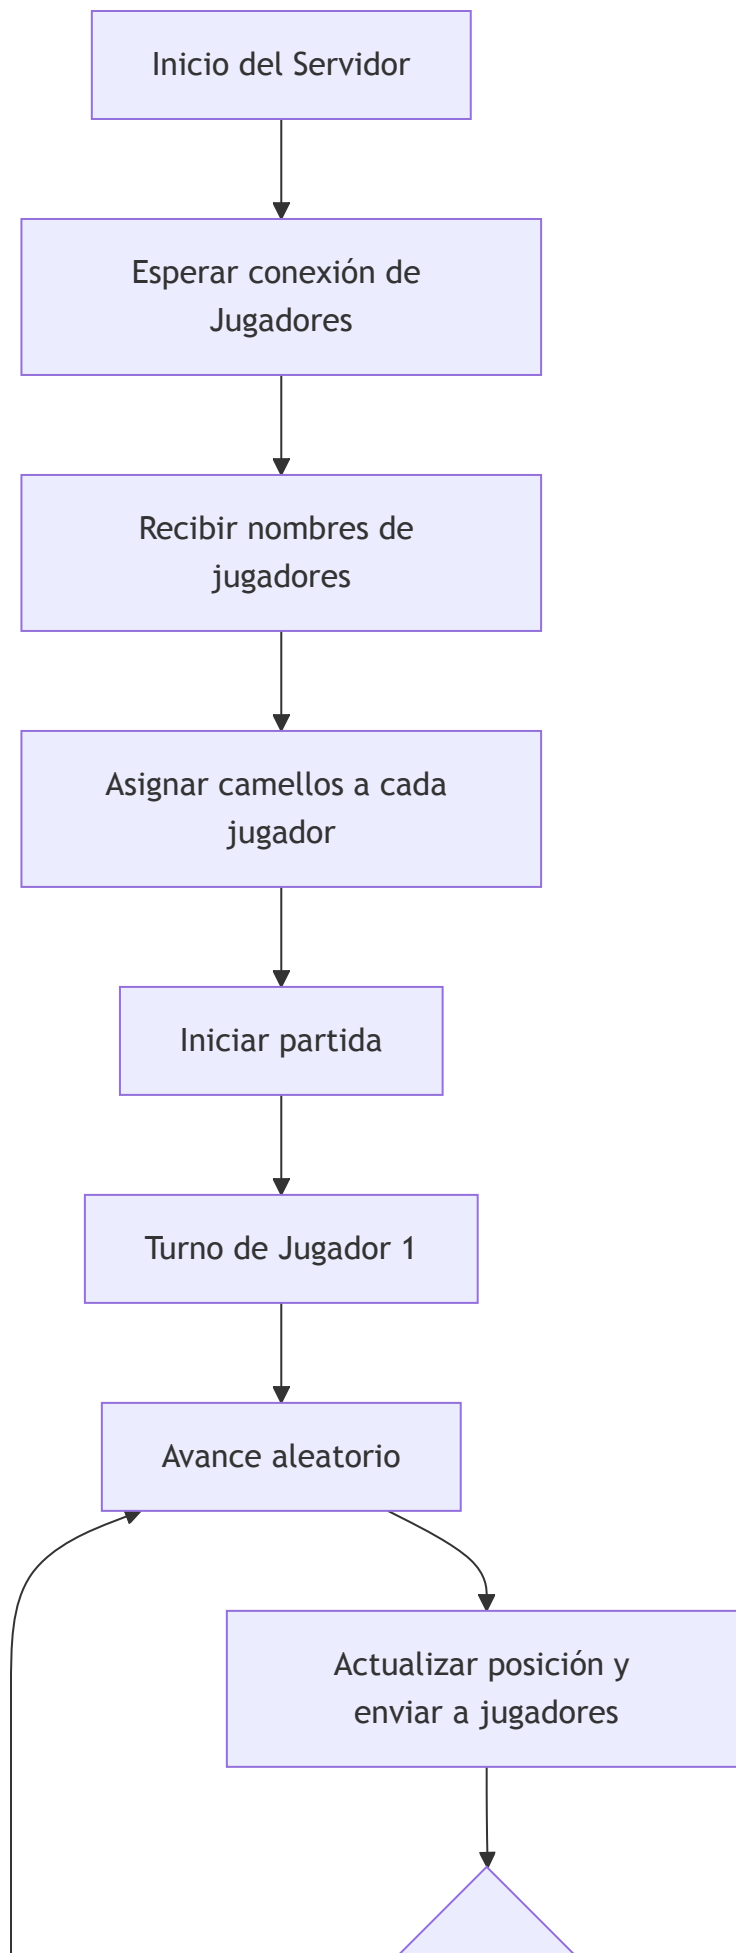 Inicio del Servidor
Esperar conexión de
Jugadores
Recibir nombres de
jugadores
Asignar camellos a cada
jugador
Iniciar partida
Turno de Jugador 1
Avance aleatorio
Actualizar posición y
enviar a jugadores